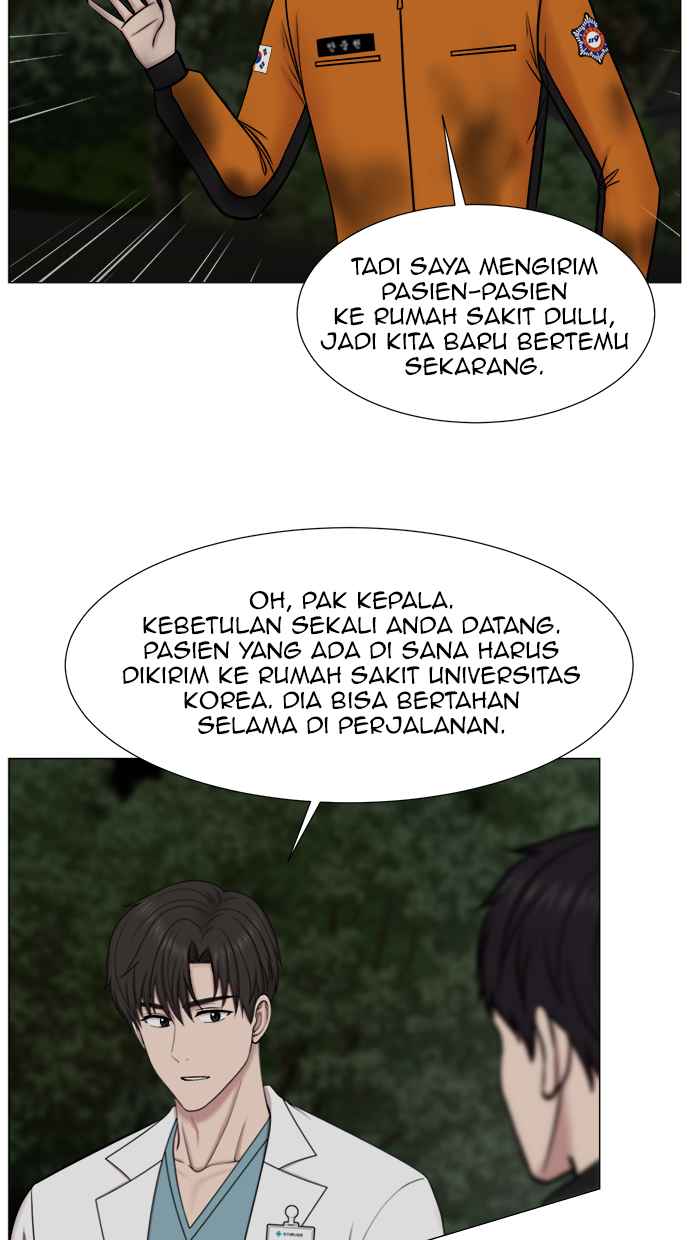 TADI SAYA MENGIRIM
PASIEN-PASIEN
KE RUMAH SAKIT DULU,
JADI KITA BARU BERTEMU
SEKARANG.
OH, PAK KEPALA.
KEBETULAN SEKALI ANDA DATANG.
PASIEN YANG ADA DI SANA HARUS
DIKIRIM KE RUMAH SAKIT UNIVERSITAS
KOREA. DIA BISA BERTAHAN
SELAMA DI PERJALANAN.